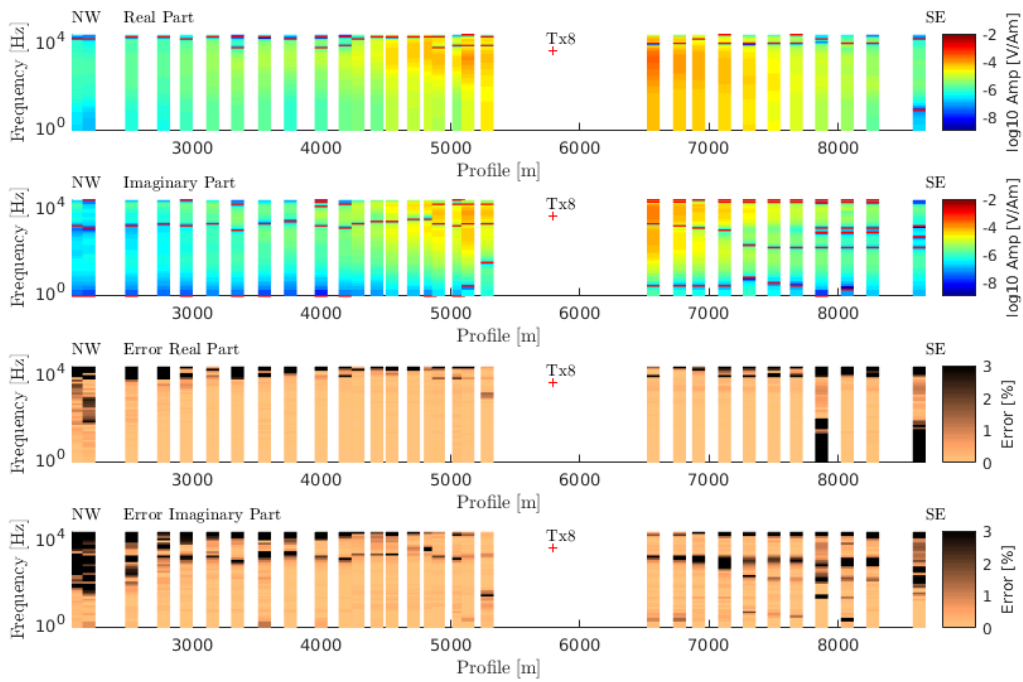 NW Real Part SE
Frequency [Hz]
10^4
10^0
Tx8
3000 4000 5000 6000 7000 8000
Profile [m]
-2
-4
-6
-8
log10 Amp [V/Am]
NW Imaginary Part SE
Frequency [Hz]
10^4
10^0
Tx8
3000 4000 5000 6000 7000 8000
Profile [m]
-2
-4
-6
-8
log10 Amp [V/Am]
NW Error Real Part SE
Frequency [Hz]
10^4
10^0
Tx8
3000 4000 5000 6000 7000 8000
Profile [m]
3
2
1
0
Error [%]
NW Error Imaginary Part SE
Frequency [Hz]
10^4
10^0
Tx8
3000 4000 5000 6000 7000 8000
Profile [m]
3
2
1
0
Error [%]